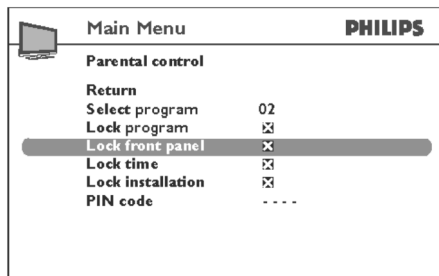 Main Menu PHILIPS
Parental control
Return
Select program 02
Lock program
Lock front panel
Lock time
Lock installation
PIN code - - - -